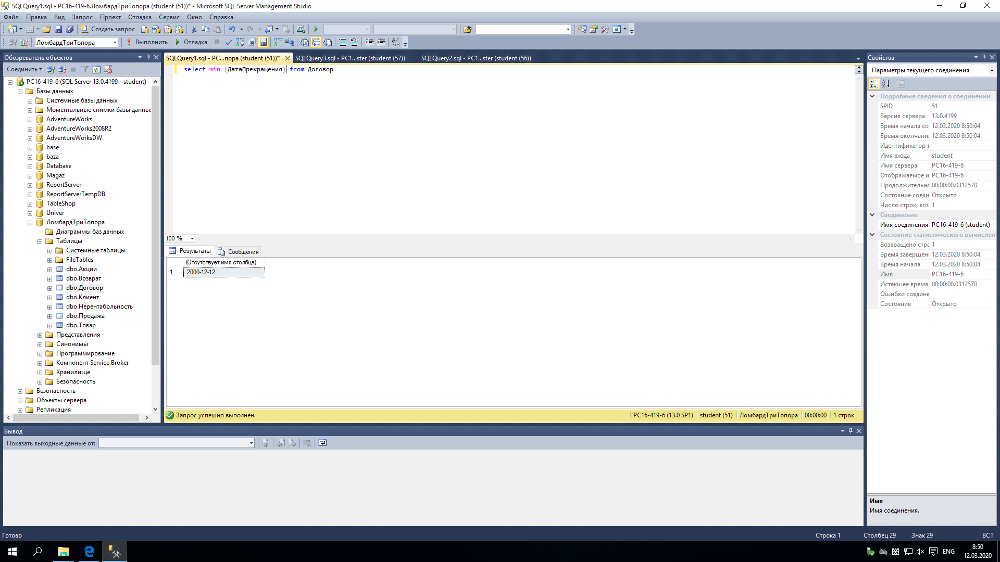 SQLQuery1.sql - PC16-419-6.ЛомбардТриТопора (student (51))* - Microsoft SQL Server Management Studio
Файл Правка Вид Запрос Проект Отладка Сервис Окно Справка
Создать запрос
ЛомбардТриТопора Выполнить Отладка
Обозреватель объектов
Соединить
PC16-419-6 (SQL Server 13.0.4199 - student)
Базы данных
Системные базы данных
Моментальные снимки базы данных
AdventureWorks
AdventureWorks2008R2
AdventureWorksDW
base
baza
Database
Magaz
ReportServer
ReportServerTempDB
TableShop
Univer
ЛомбардТриТопора
Диаграммы баз данных
Таблицы
Системные таблицы
FileTables
dbo.Акции
dbo.Возврат
dbo.Договор
dbo.Клиент
dbo.Нерентабольность
dbo.Продажа
dbo.Товар
Представления
Синонимы
Программирование
Компонент Service Broker
Хранилище
Безопасность
Безопасность
Объекты сервера
Репликация
SQLQuery1.sql - PC...пора (student (51))* SQLQuery3.sql - PC1...ster (student (57)) SQLQuery2.sql - PC1...ster (student (56))
select min (ДатаПрекращения) from Договор
100 %
Результаты Сообщения
(Отсутствует имя столбца)
1 2000-12-12
Запрос успешно выполнен. PC16-419-6 (13.0 SP1) student (51) ЛомбардТриТопора 00:00:00 1 строк
Свойства
Параметры текущего соединения
Подробные сведения о соединении
SPID 51
Версия сервера 13.0.4199
Время начала со 12.03.2020 8:50:04
Время окончани 12.03.2020 8:50:04
Идентификатор т
Имя входа student
Имя сервера PC16-419-6
Отображаемое и PC16-419-6
Продолжительно 00:00:00.0312570
Состояние соеди Открыто
Число строк, воз 1
Соединение
Имя соединения PC16-419-6 (student)
Состояние статистического вычислен
Возвращено стро 1
Время завершен 12.03.2020 8:50:04
Время начала 12.03.2020 8:50:04
Имя PC16-419-6
Истекшее время 00:00:00.0312570
Ошибки соедине
Состояние Открыто
Имя
Имя соединения.
Вывод
Показать выходные данные от:
Готово Строка 1 Столбец 29 Знак 29 ВСТ
ENG 8:50
12.03.2020